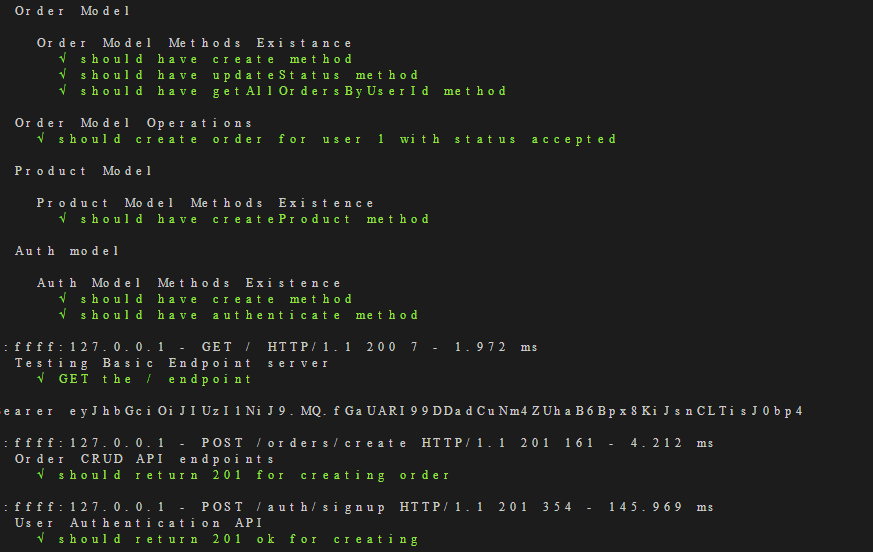 Order Model
Order Model Methods Existance
√ should have create method
√ should have updateStatus method
√ should have getAllOrdersByUserId method
Order Model Operations
√ should create order for user 1 with status accepted
Product Model
Product Model Methods Existence
√ should have createProduct method
Auth model
Auth Model Methods Existence
√ should have create method
√ should have authenticate method
:ffff:127.0.0.1 - GET / HTTP/1.1 200 7 - 1.972 ms
Testing Basic Endpoint server
√ GET the / endpoint
earer eyJhbGciOiJIUzI1NiJ9.MQ.fGaUARI99DDadCuNm4ZUhaB6Bpx8KiJsnCLTisJ0bp4
:ffff:127.0.0.1 - POST /orders/create HTTP/1.1 201 161 - 4.212 ms
Order CRUD API endpoints
√ should return 201 for creating order
:ffff:127.0.0.1 - POST /auth/signup HTTP/1.1 201 354 - 145.969 ms
User Authentication API
√ should return 201 ok for creating